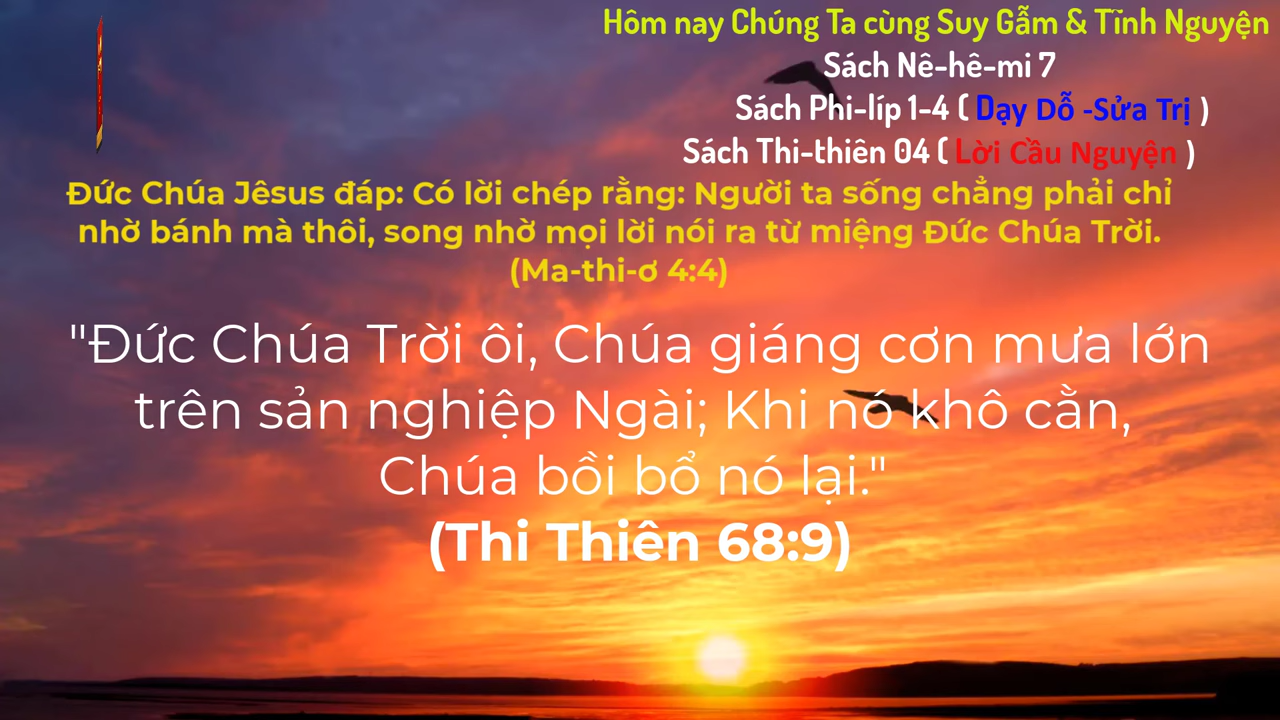 Hôm nay Chúng Ta cùng Suy Gẫm & Tĩnh Nguyện
Sách Nê-hê-mi 7
Sách Phi-líp 1-4 ( Dạy Dỗ -Sửa Trị )
Sách Thi-thiên 04 ( Lời Cầu Nguyện )
Đức Chúa Jêsus đáp: Có lời chép rằng: Người ta sống chẳng phải chỉ
nhờ bánh mà thôi, song nhờ mọi lời nói ra từ miệng Đức Chúa Trời.
(Ma-thi-ơ 4:4)
"Đức Chúa Trời ôi, Chúa giáng cơn mưa lớn
trên sản nghiệp Ngài; Khi nó khô cằn,
Chúa bồi bổ nó lại."
(Thi Thiên 68:9)